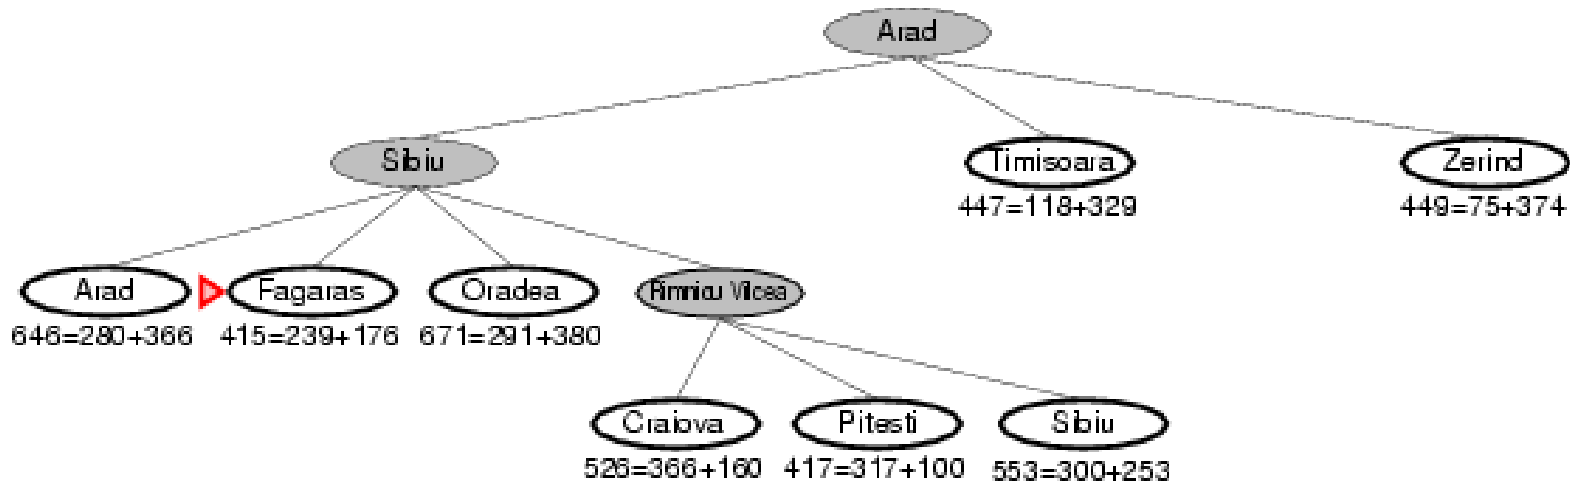 Arad
Sibiu
Timisoara
Zerind
447=118+329
449=75+374
Arad
Fagaras
Oradea
Rimnicu Vilcea
646=280+366
415=239+176
671=291+380
Craiova
Pitesti
Sibiu
526=366+160
417=317+100
553=300+253